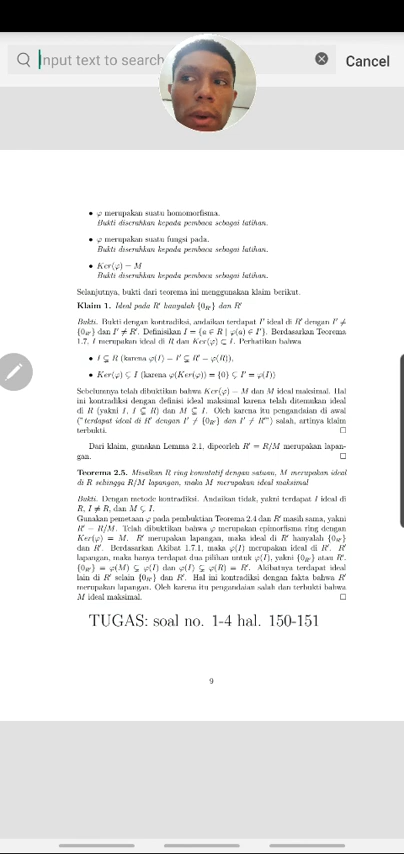 Input text to search
Cancel
• φ merupakan suatu homomorfisma.
Bukti diserahkan kepada pembaca sebagai latihan.
• φ merupakan suatu fungsi pada.
Bukti diserahkan kepada pembaca sebagai latihan.
• Ker(φ) = M
Bukti diserahkan kepada pembaca sebagai latihan.
Selanjutnya, bukti dari teorema ini menggunakan klaim berikut.
Klaim 1. Ideal pada R' hanyalah {0_R'} dan R'
Bukti. Bukti dengan kontradiksi, andaikan terdapat I' ideal di R' dengan I' ≠
{0_R'} dan I' ≠ R'. Definisikan I = {a ∈ R | φ(a) ∈ I'}. Berdasarkan Teorema
1.7, I merupakan ideal di R dan Ker(φ) ⊂ I. Perhatikan bahwa
• I ⊊ R (karena φ(I) = I' ⊊ R' = φ(R)),
• Ker(φ) ⊊ I (karena φ(Ker(φ)) = {0} ⊊ I' = φ(I))
Sebelumnya telah dibuktikan bahwa Ker(φ) = M dan M ideal maksimal. Hal
ini kontradiksi dengan definisi ideal maksimal karena telah ditemukan ideal
di R (yakni I, I ⊊ R) dan M ⊊ I. Oleh karena itu pengandaian di awal
("terdapat ideal di R' dengan I' ≠ {0_R'} dan I' ≠ R'") salah, artinya klaim
terbukti. □
Dari klaim, gunakan Lemma 2.1, diperoleh R' = R/M merupakan lapan-
gan. □
Teorema 2.5. Misalkan R ring komutatif dengan satuan, M merupakan ideal
di R sehingga R/M lapangan, maka M merupakan ideal maksimal
Bukti. Dengan metode kontradiksi. Andaikan tidak, yakni terdapat I ideal di
R, I ≠ R, dan M ⊊ I.
Gunakan pemetaan φ pada pembuktian Teorema 2.4 dan R' masih sama, yakni
R' = R/M. Telah dibuktikan bahwa φ merupakan epimorfisma ring dengan
Ker(φ) = M. R' merupakan lapangan, maka ideal di R' hanyalah {0_R'}
dan R'. Berdasarkan Akibat 1.7.1, maka φ(I) merupakan ideal di R'. R'
lapangan, maka hanya terdapat dua pilihan untuk φ(I), yakni {0_R'} atau R'.
{0_R'} = φ(M) ⊊ φ(I) dan φ(I) ⊊ φ(R) = R'. Akibatnya terdapat ideal
lain di R' selain {0_R'} dan R'. Hal ini kontradiksi dengan fakta bahwa R'
merupakan lapangan. Oleh karena itu pengandaian salah dan terbukti bahwa
M ideal maksimal. □
TUGAS: soal no. 1-4 hal. 150-151
9